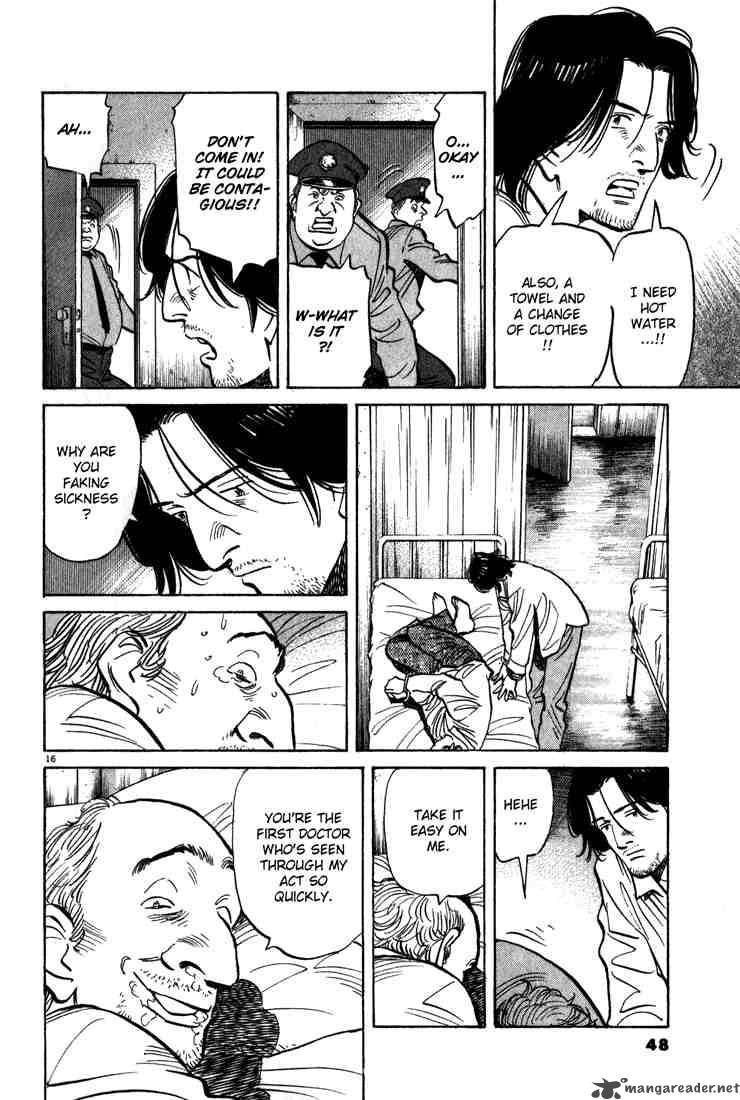 I NEED
HOT
WATER
...!!
ALSO, A
TOWEL AND
A CHANGE
OF CLOTHES
!!
O...
OKAY
...
W-WHAT
IS IT
?!
DON'T
COME IN!
IT COULD
BE CONTA-
GIOUS!!
AH...
WHY ARE
YOU
FAKING
SICKNESS
?
16
HEHE
...
TAKE IT
EASY ON
ME.
YOU'RE THE
FIRST DOCTOR
WHO'S SEEN
THROUGH MY
ACT SO
QUICKLY.
48
mangareader.net